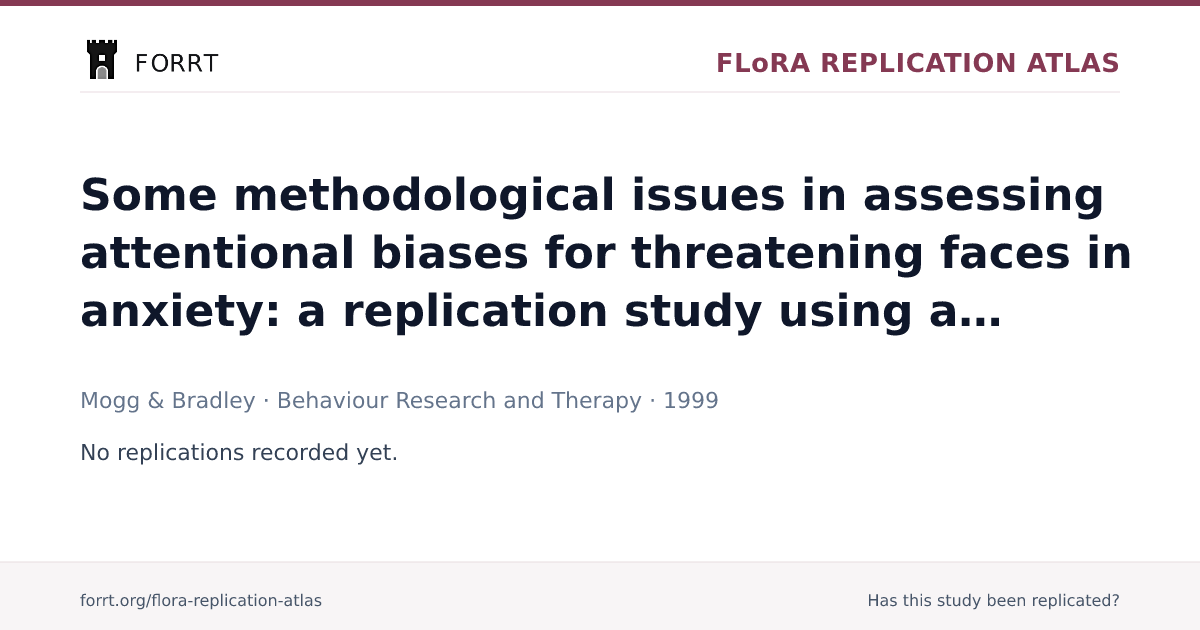 FORRT
FLoRA REPLICATION ATLAS
Some methodological issues in assessing
attentional biases for threatening faces in
anxiety: a replication study using a…
Mogg & Bradley · Behaviour Research and Therapy · 1999
No replications recorded yet.
forrt.org/flora-replication-atlas
Has this study been replicated?